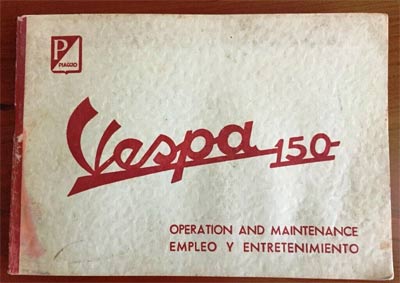 P
PIAGGIO
Vespa 150
OPERATION AND MAINTENANCE
EMPLEO Y ENTRETENIMIENTO